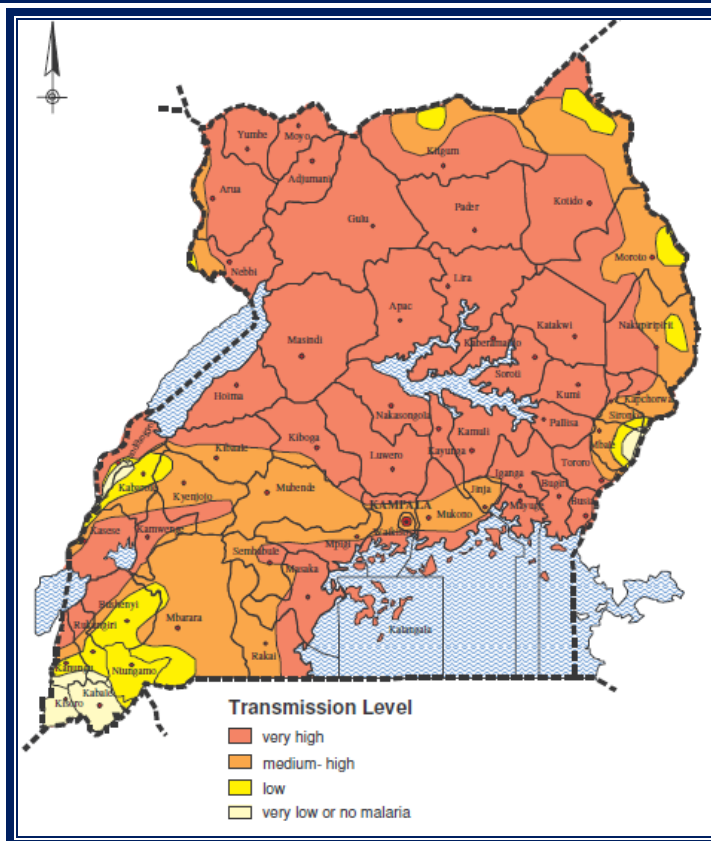 Yumbe
Moyo
Adjumani
Arua
Kitgum
Kotido
Gulu
Pader
Moroto
Nebbi
Lira
Apac
Masindi
Katakwi
Nakapiripirit
Kaberamaido
Soroti
Hoima
Kumi
Kapchorwa
Nakasongola
Sironko
Kamuli
Pallisa
Mbale
Kiboga
Kayunga
Luwero
Kibaale
Tororo
Iganga
Bugiri
Kabarole
Kyenjojo
Mubende
Jinja
Busia
KAMPALA
Mayuge
Mukono
Kasese
Kamwenge
Mpigi
Sembabule
Masaka
Bushenyi
Mbarara
Kalangala
Rukungiri
Rakai
Kanungu
Ntungamo
Kabale
Kisoro
Transmission Level
very high
medium- high
low
very low or no malaria